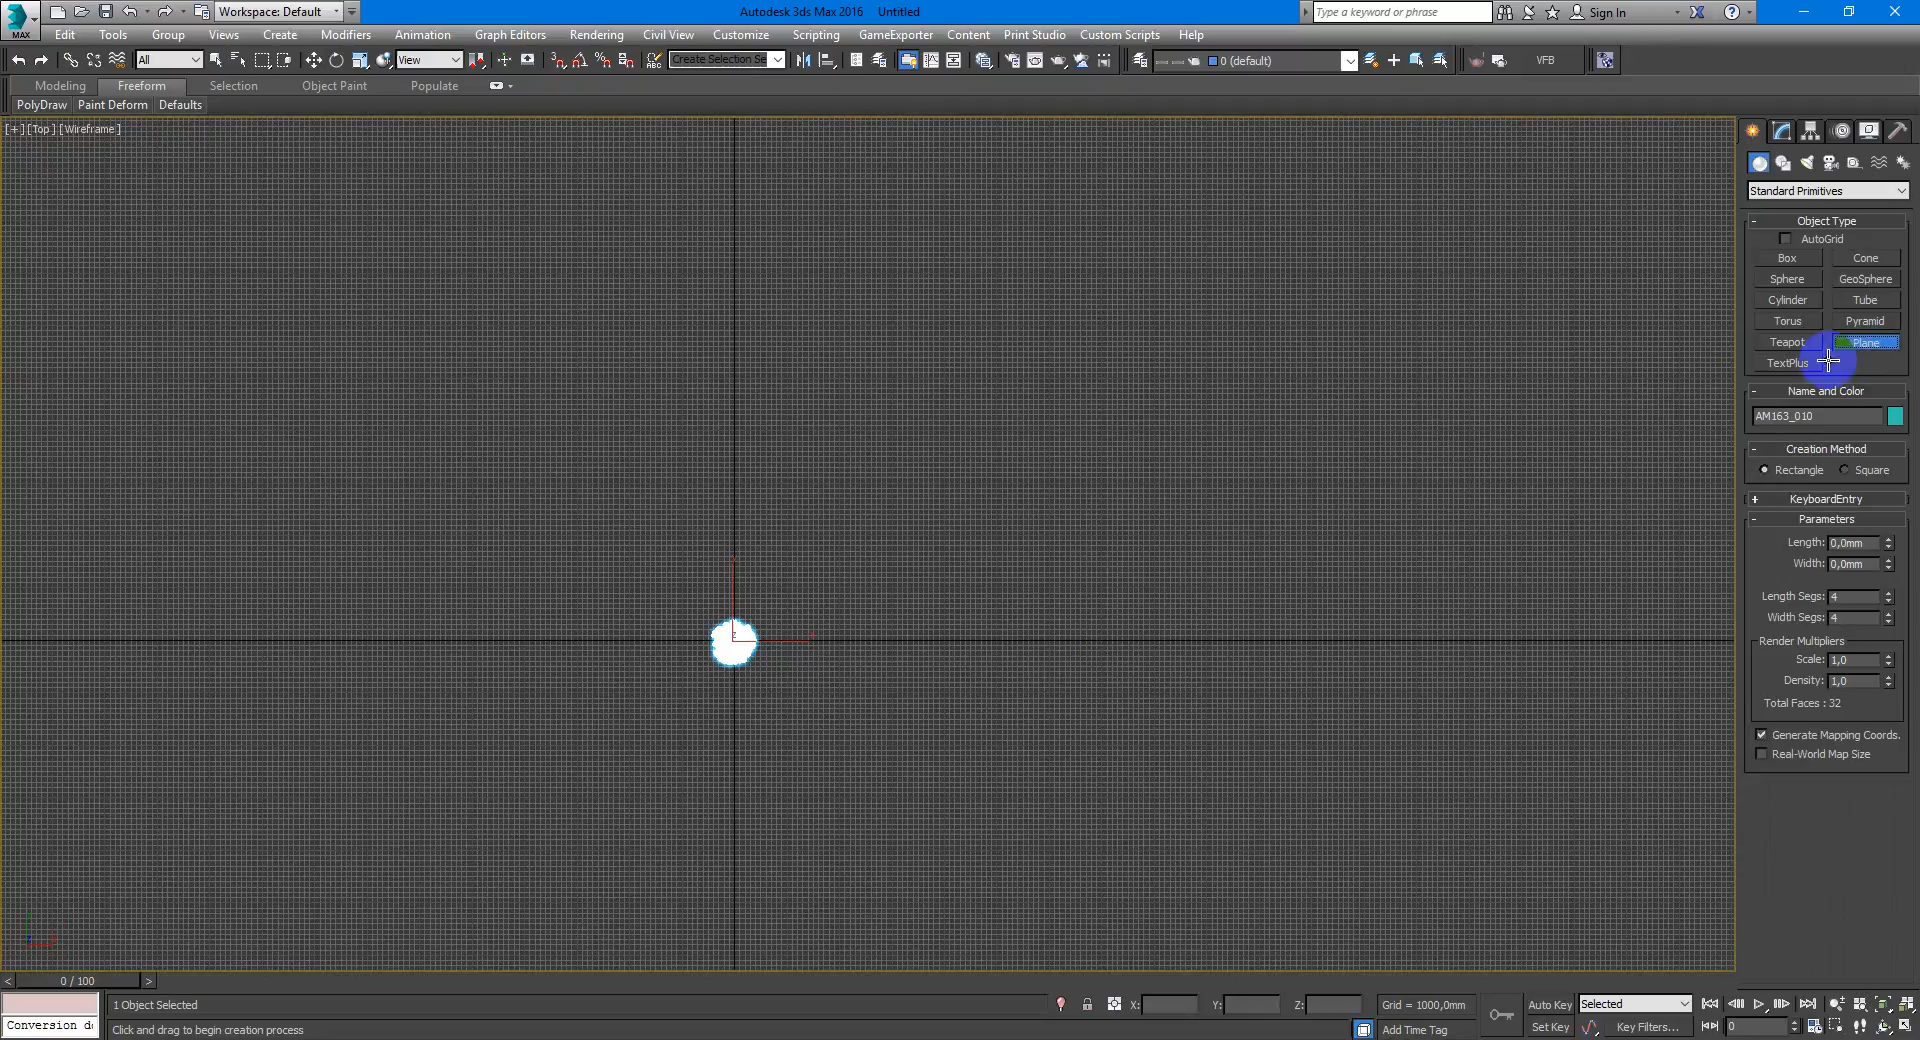 MAX
Workspace: Default
Autodesk 3ds Max 2016 Untitled
Type a keyword or phrase
Sign In
Edit Tools Group Views Create Modifiers Animation Graph Editors Rendering Civil View Customize Scripting GameExporter Content Print Studio Custom Scripts Help
All
View
Create Selection Se
0 (default)
VFB
Modeling Freeform Selection Object Paint Populate
PolyDraw Paint Deform Defaults
[+] [Top] [Wireframe]
Standard Primitives
- Object Type
AutoGrid
Box Cone
Sphere GeoSphere
Cylinder Tube
Torus Pyramid
Teapot Plane
TextPlus
- Name and Color
AM163_010
- Creation Method
Rectangle Square
+ KeyboardEntry
- Parameters
Length: 0,0mm
Width: 0,0mm
Length Segs: 4
Width Segs: 4
Render Multipliers
Scale: 1,0
Density: 1,0
Total Faces : 32
Generate Mapping Coords.
Real-World Map Size
< 0 / 100 >
1 Object Selected
X: Y: Z: Grid = 1000,0mm
Auto Key Selected
Conversion d
Click and drag to begin creation process
Add Time Tag
Set Key Key Filters...
0